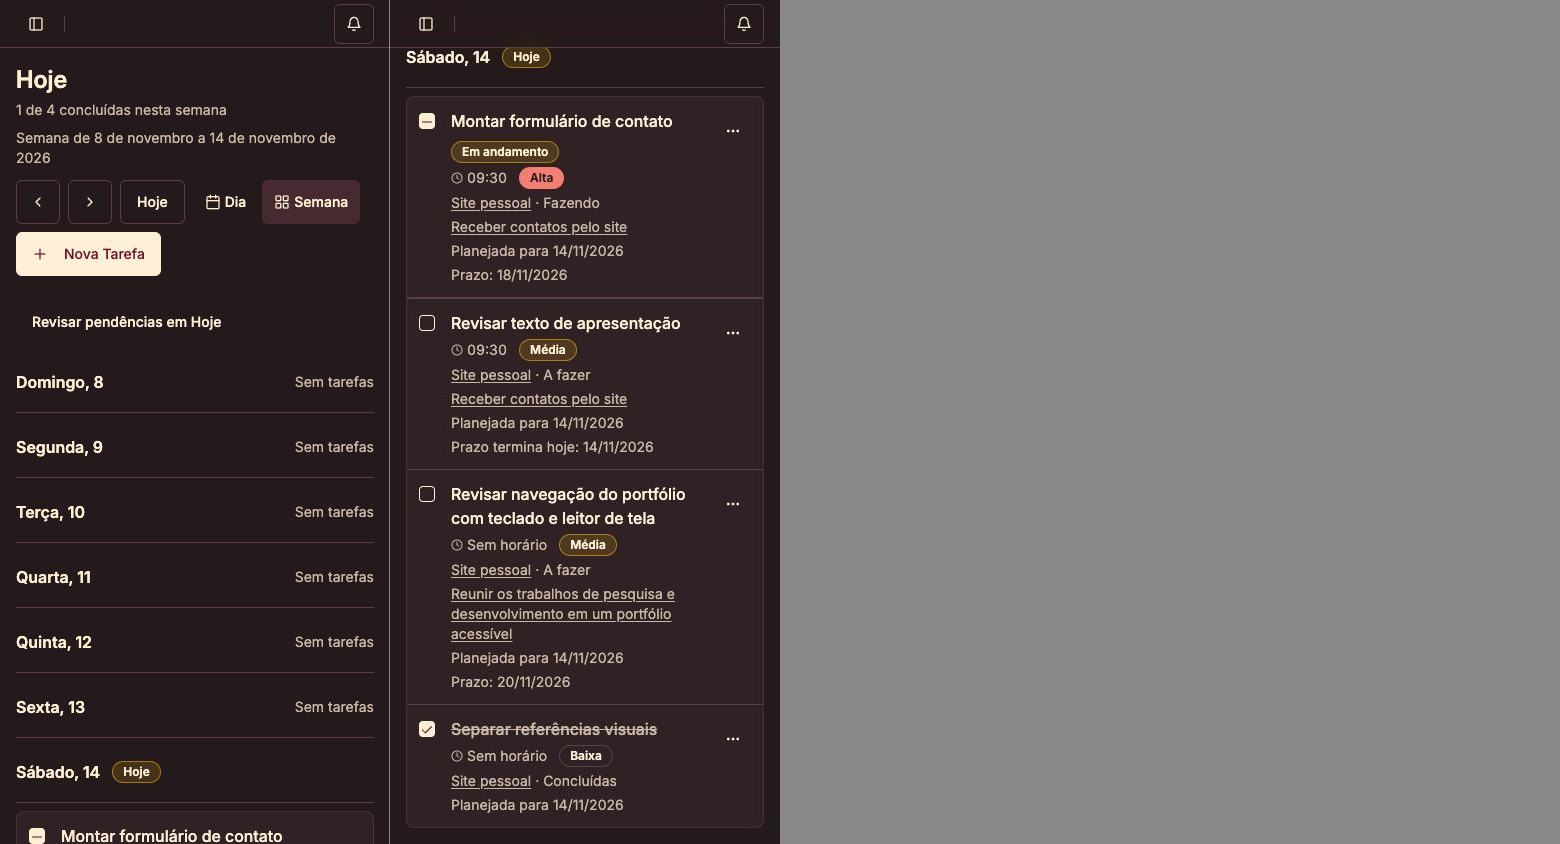 Hoje
1 de 4 concluídas nesta semana
Semana de 8 de novembro a 14 de novembro de
2026
Hoje
Dia
Semana
Nova Tarefa
Revisar pendências em Hoje
Domingo, 8
Sem tarefas
Segunda, 9
Sem tarefas
Terça, 10
Sem tarefas
Quarta, 11
Sem tarefas
Quinta, 12
Sem tarefas
Sexta, 13
Sem tarefas
Sábado, 14 Hoje
Montar formulário de contato
Sábado, 14 Hoje
Montar formulário de contato
Em andamento
09:30 Alta
Site pessoal · Fazendo
Receber contatos pelo site
Planejada para 14/11/2026
Prazo: 18/11/2026
Revisar texto de apresentação
09:30 Média
Site pessoal · A fazer
Receber contatos pelo site
Planejada para 14/11/2026
Prazo termina hoje: 14/11/2026
Revisar navegação do portfólio
com teclado e leitor de tela
Sem horário Média
Site pessoal · A fazer
Reunir os trabalhos de pesquisa e
desenvolvimento em um portfólio
acessível
Planejada para 14/11/2026
Prazo: 20/11/2026
Separar referências visuais
Sem horário Baixa
Site pessoal · Concluídas
Planejada para 14/11/2026